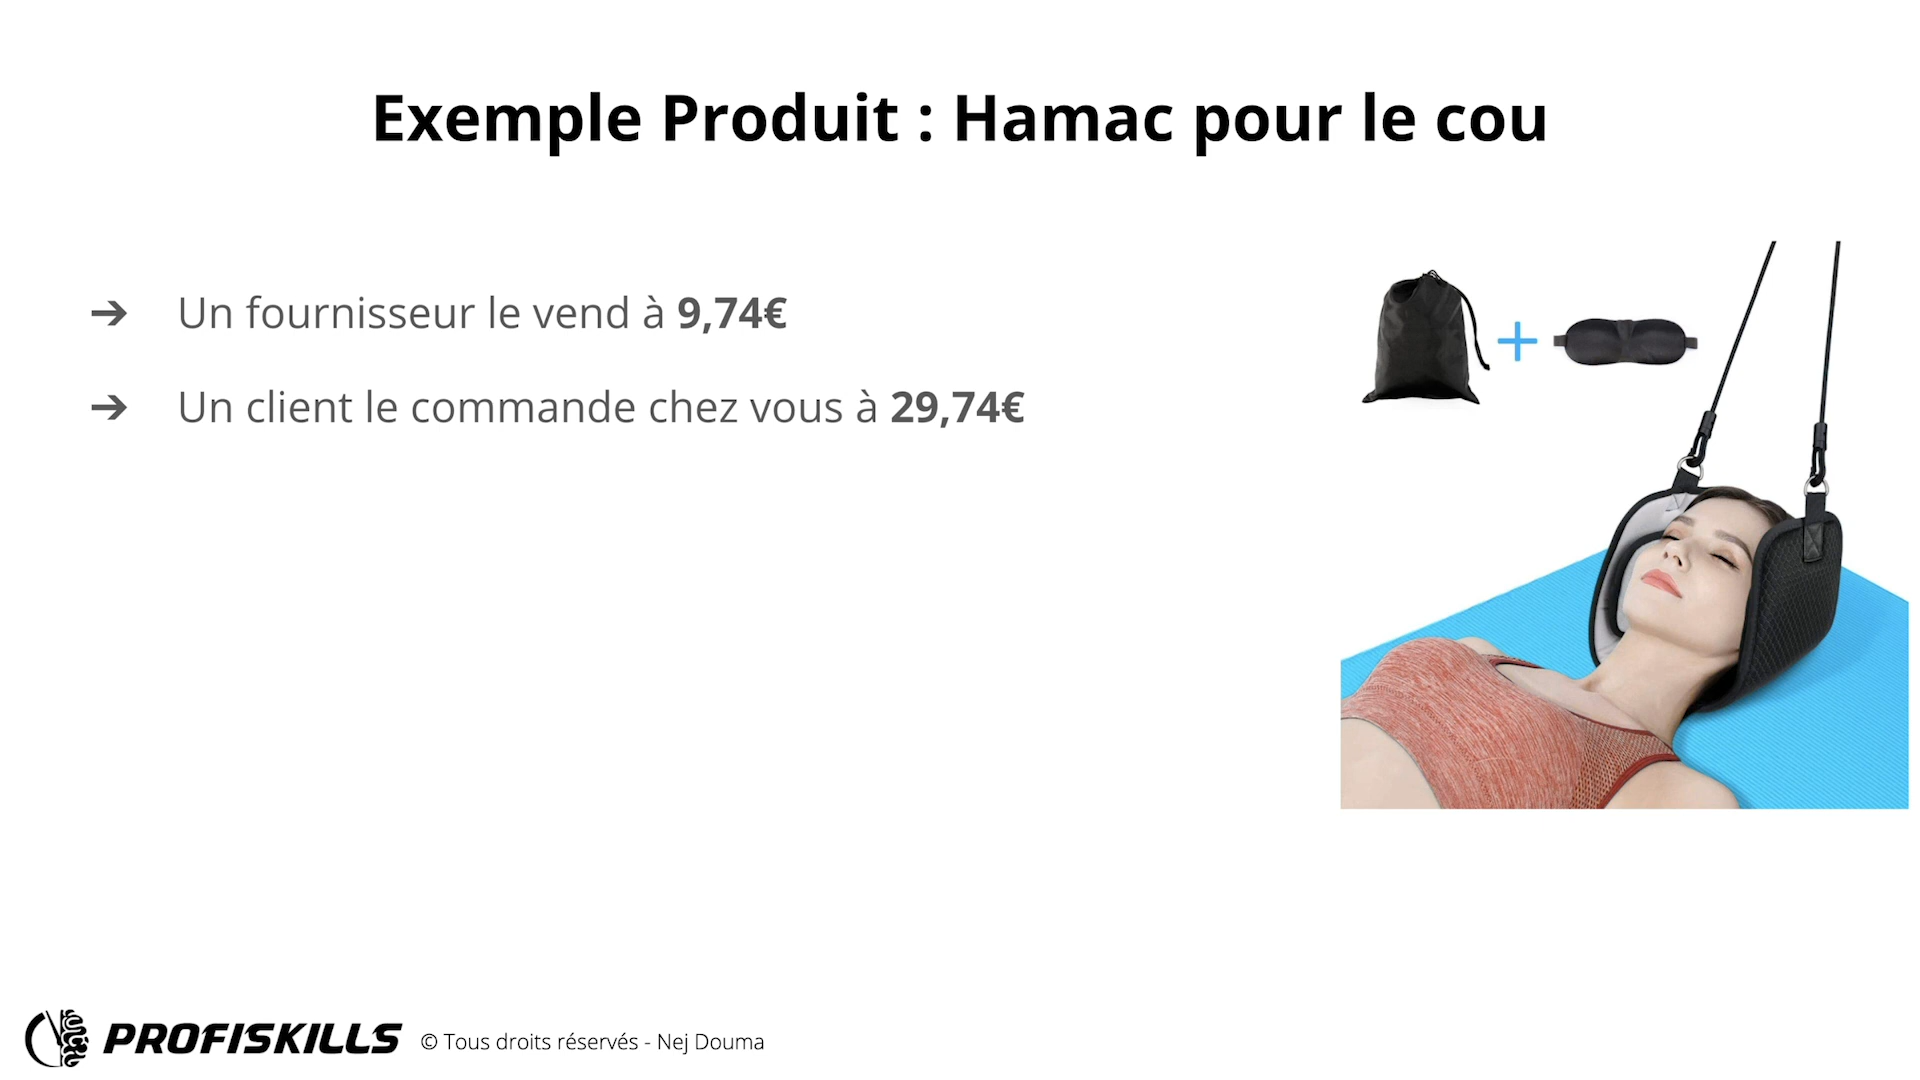 Exemple Produit : Hamac pour le cou
➔ Un fournisseur le vend à 9,74€
➔ Un client le commande chez vous à 29,74€
PROFISKILLS © Tous droits réservés - Nej Douma